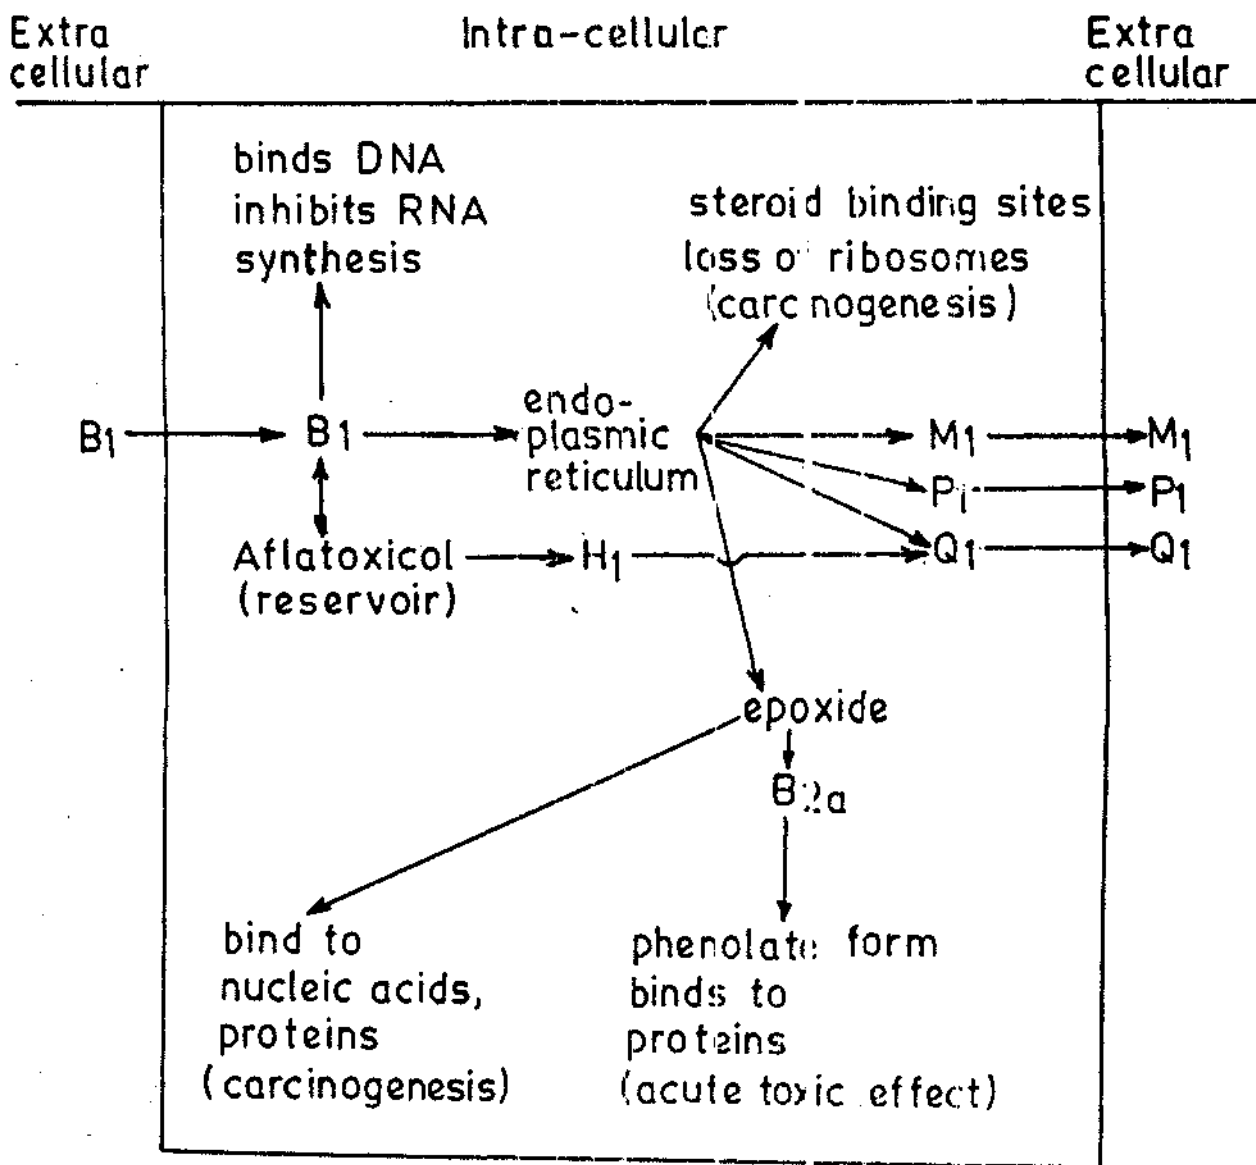 Extra
cellular
Intra-cellular
Extra
cellular
binds DNA
inhibits RNA
synthesis
steroid binding sites
loss o ribosomes
(carc nogenesis)
B1
B1
endo-
plasmic
reticulum
M1
M1
P1
P1
Aflatoxicol
(reservoir)
H1
Q1
Q1
epoxide
B2a
bind to
nucleic acids,
proteins
(carcinogenesis)
phenolate form
binds to
proteins
(acute toxic effect)